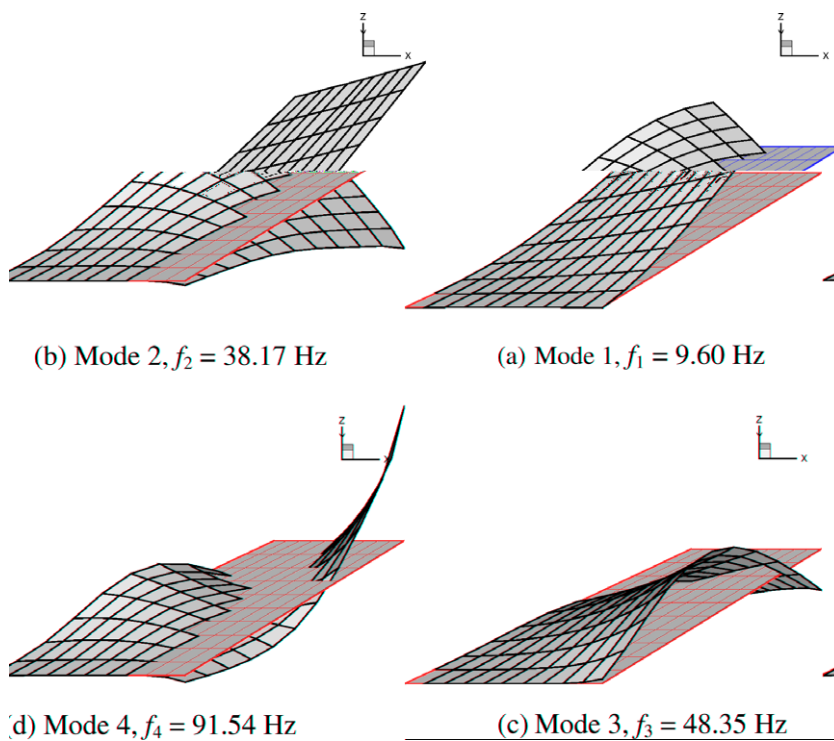 z
x
z
x
(b) Mode 2, f₂ = 38.17 Hz
(a) Mode 1, f₁ = 9.60 Hz
z
x
z
x
(d) Mode 4, f₄ = 91.54 Hz
(c) Mode 3, f₃ = 48.35 Hz